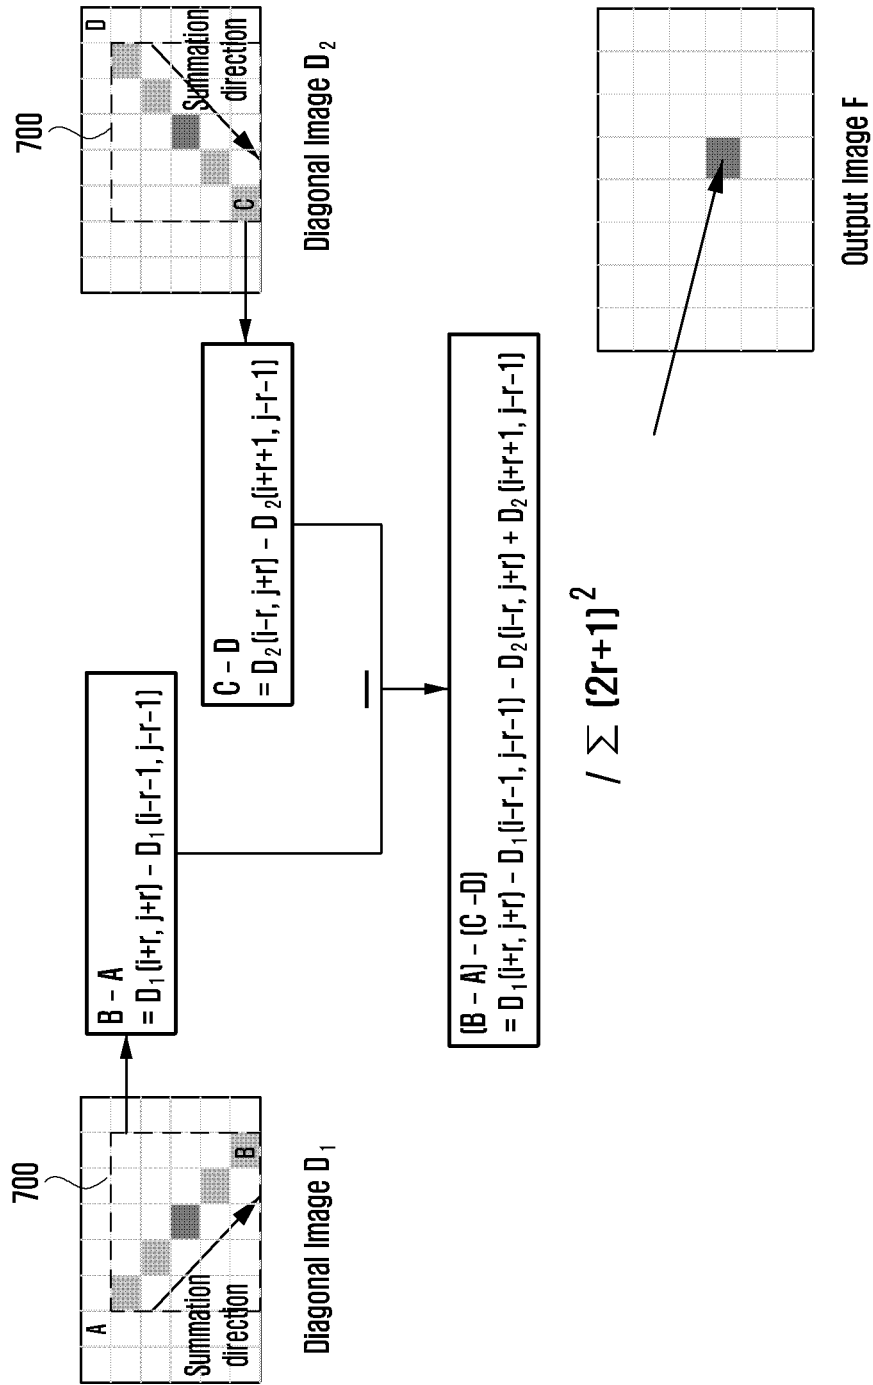 700
A
B
Summation
direction
Diagonal Image D₁
700
D
C
Summation
direction
Diagonal Image D₂
B - A
= D₁(i+r, j+r) - D₁(i-r-1, j-r-1)
C - D
= D₂(i-r, j+r) - D₂(i+r+1, j-r-1)
(B - A) - (C -D)
= D₁(i+r, j+r) - D₁(i-r-1, j-r-1) - D₂(i-r, j+r) + D₂(i+r+1, j-r-1)
/ ∑ (2r+1)²
Output Image F